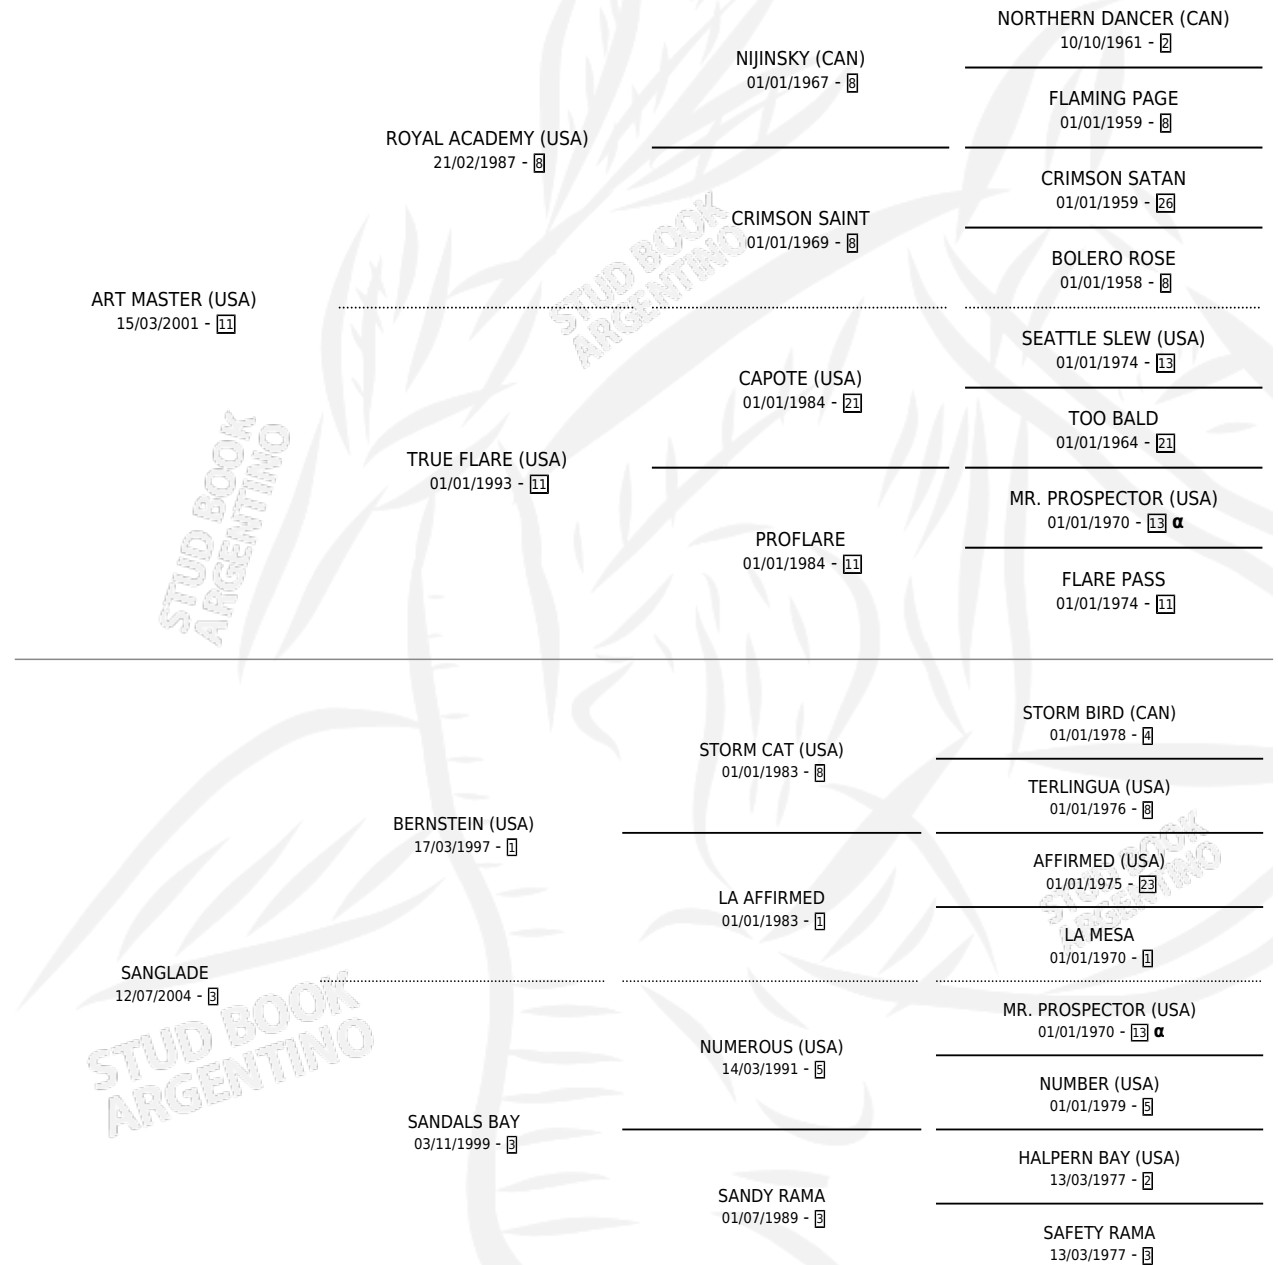 NORTHERN DANCER (CAN)
10/10/1961 - 2
NIJINSKY (CAN)
01/01/1967 - 8
FLAMING PAGE
01/01/1959 - 8
ROYAL ACADEMY (USA)
21/02/1987 - 8
CRIMSON SATAN
01/01/1959 - 26
CRIMSON SAINT
01/01/1969 - 8
BOLERO ROSE
01/01/1958 - 8
ART MASTER (USA)
15/03/2001 - 11
SEATTLE SLEW (USA)
01/01/1974 - 13
CAPOTE (USA)
01/01/1984 - 21
TOO BALD
01/01/1964 - 21
TRUE FLARE (USA)
01/01/1993 - 11
MR. PROSPECTOR (USA)
01/01/1970 - 13 α
PROFLARE
01/01/1984 - 11
FLARE PASS
01/01/1974 - 11
STORM BIRD (CAN)
01/01/1978 - 4
STORM CAT (USA)
01/01/1983 - 8
TERLINGUA (USA)
01/01/1976 - 8
BERNSTEIN (USA)
17/03/1997 - 1
AFFIRMED (USA)
01/01/1975 - 23
LA AFFIRMED
01/01/1983 - 1
LA MESA
01/01/1970 - 1
SANGLADE
12/07/2004 - 3
MR. PROSPECTOR (USA)
01/01/1970 - 13 α
NUMEROUS (USA)
14/03/1991 - 5
NUMBER (USA)
01/01/1979 - 5
SANDALS BAY
03/11/1999 - 3
HALPERN BAY (USA)
13/03/1977 - 2
SANDY RAMA
01/07/1989 - 3
SAFETY RAMA
13/03/1977 - 3
STUD BOOK
ARGENTINO
STUD BOOK
ARGENTINO
STUD BOOK
ARGENTINO
STUD BOOK
ARGENTINO